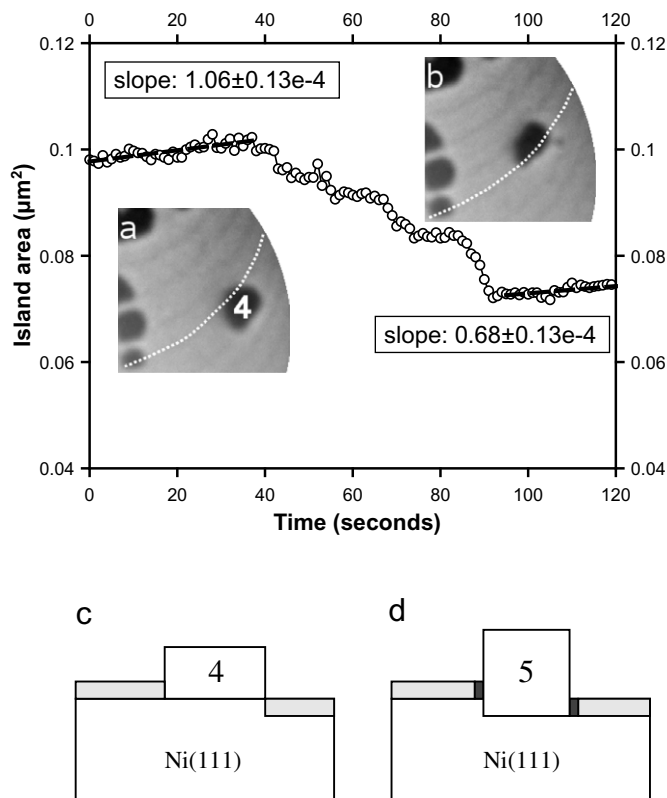 0 20 40 60 80 100 120
0.12 0.12
slope: 1.06±0.13e-4
b
0.1 0.1
Island area (µm²)
0.08 0.08
a
4
slope: 0.68±0.13e-4
0.06 0.06
0.04 0.04
0 20 40 60 80 100 120
Time (seconds)
c d
4 5
Ni(111) Ni(111)